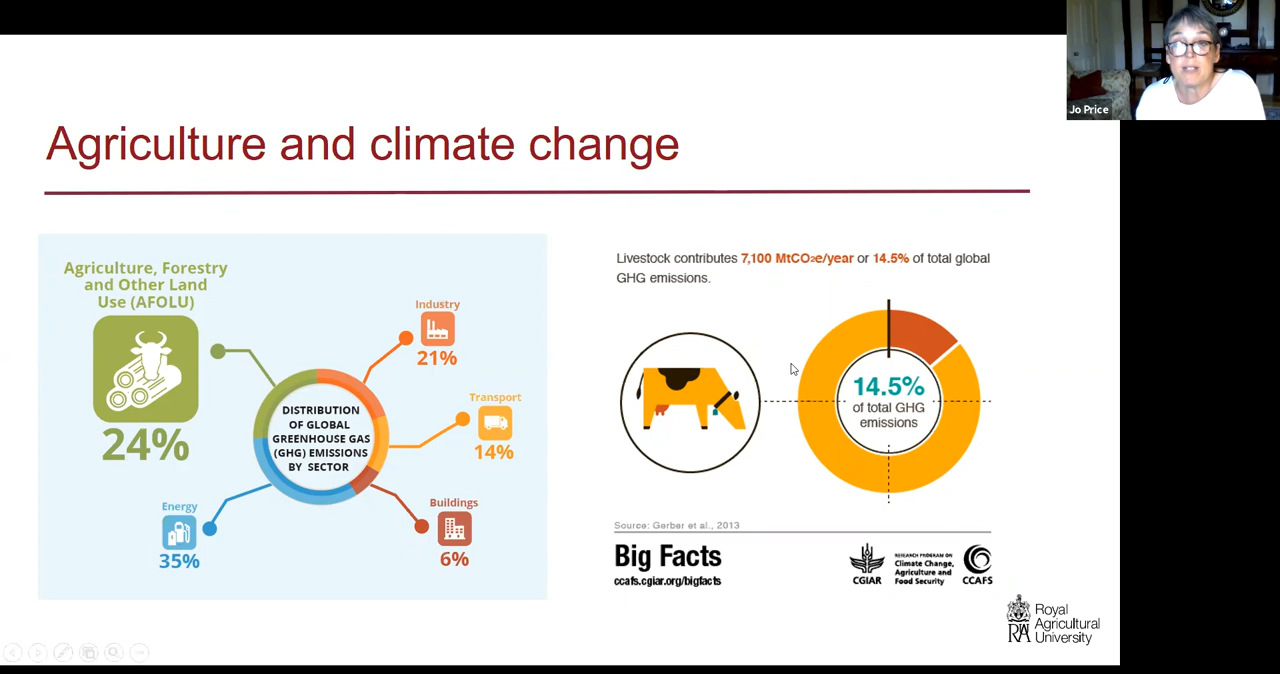 Jo Price
Agriculture and climate change
Agriculture, Forestry
and Other Land
Use (AFOLU)
24%
Industry
21%
Transport
14%
Buildings
6%
Energy
35%
DISTRIBUTION
OF GLOBAL
GREENHOUSE GAS
(GHG) EMISSIONS
BY SECTOR
Livestock contributes 7,100 MtCO2e/year or 14.5% of total global
GHG emissions.
14.5%
of total GHG
emissions
Source: Gerber et al., 2013
Big Facts
ccafs.cgiar.org/bigfacts
CGIAR
RESEARCH PROGRAM ON
Climate Change,
Agriculture and
Food Security
CCAFS
RAU
Royal
Agricultural
University